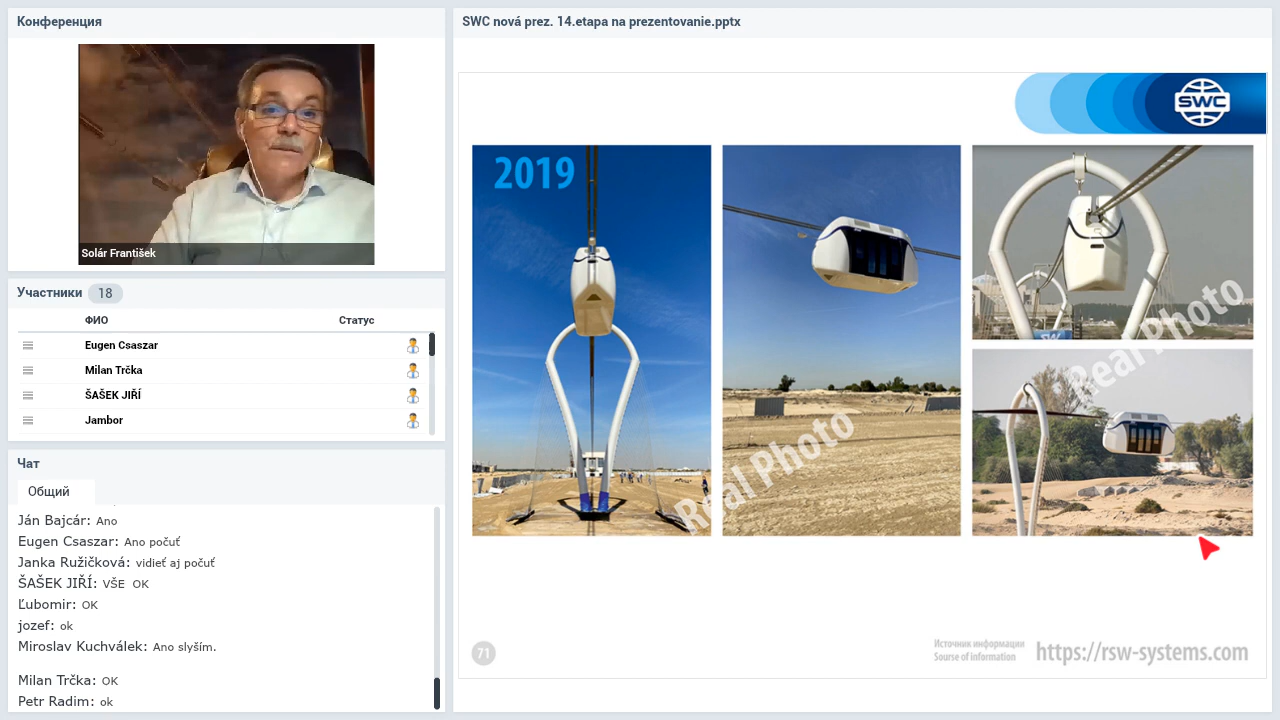 Конференция
Solár František
Участники 18
ФИО Статус
Eugen Csaszar
Milan Trčka
ŠAŠEK JIŘÍ
Jambor
Чат
Общий
Ján Bajcár: Ano
Eugen Csaszar: Ano počuť
Janka Ružičková: vidieť aj počuť
ŠAŠEK JIŘÍ: VŠE OK
Ľubomir: OK
jozef: ok
Miroslav Kuchválek: Ano slyším.
Milan Trčka: OK
Petr Radim: ok
SWC nová prez. 14.etapa na prezentovanie.pptx
SWC
2019
Real Photo
Real Photo
71
Источник информации
Sourse of information
https://rsw-systems.com